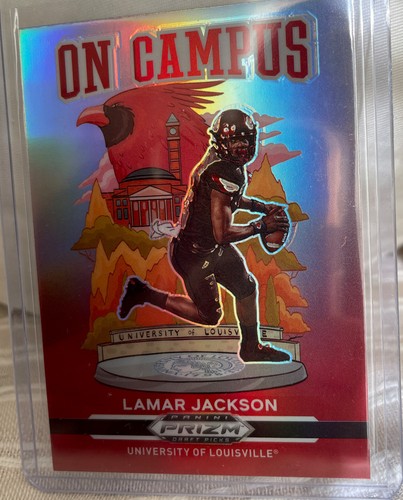 ON CAMPUS
UNIVERSITY of LOUISVILLE
LAMAR JACKSON
PANINI
PRIZM
DRAFT PICKS
UNIVERSITY OF LOUISVILLE®